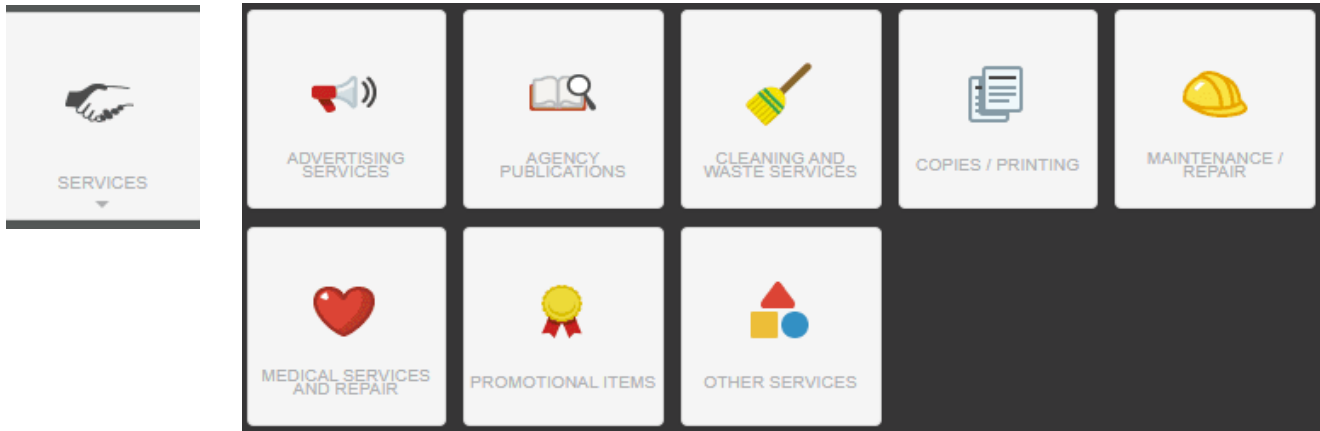 SERVICES
ADVERTISING
SERVICES
AGENCY
PUBLICATIONS
CLEANING AND
WASTE SERVICES
COPIES / PRINTING
MAINTENANCE /
REPAIR
MEDICAL SERVICES
AND REPAIR
PROMOTIONAL ITEMS
OTHER SERVICES